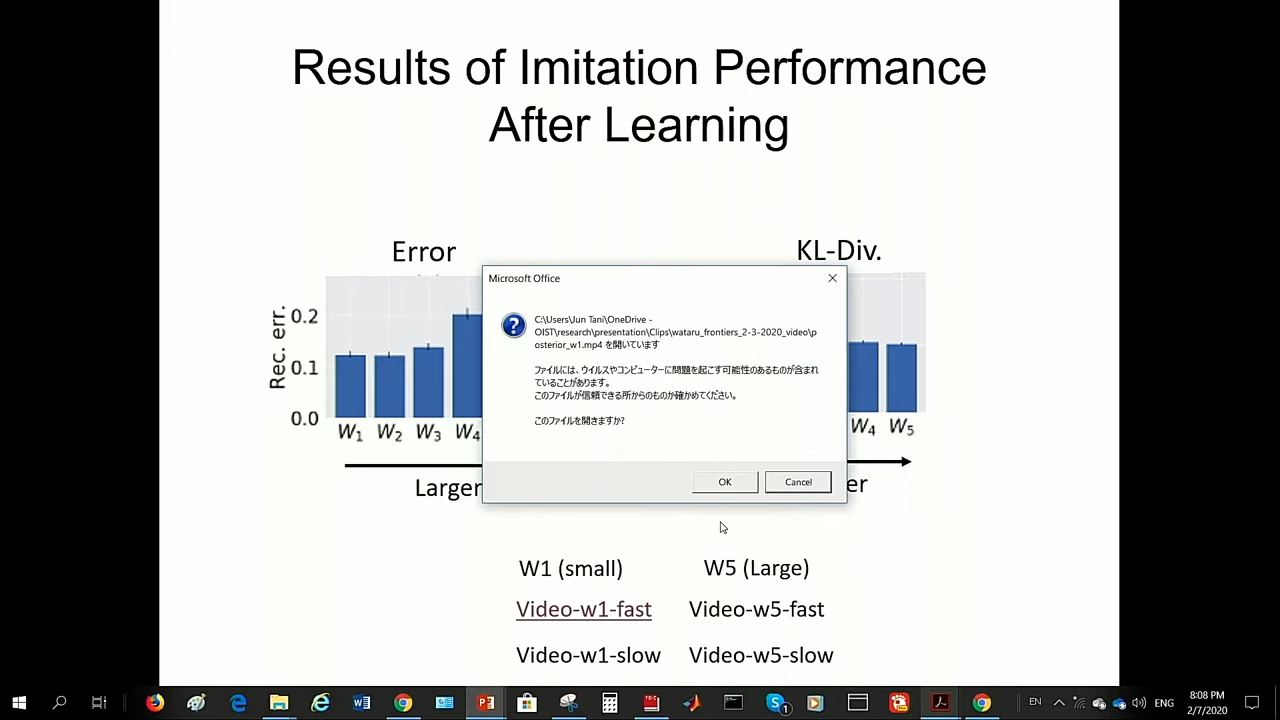 Results of Imitation Performance
After Learning
Error
KL-Div.
Rec. err.
0.2
0.1
0.0
W1 W2 W3 W4
W4 W5
Larger
er
Microsoft Office
C:\Users\Jun Tani\OneDrive -
OIST\research\presentation\Clips\wataru_frontiers_2-3-2020_video\p
osterior_w1.mp4 を開いています
ファイルには、ウイルスやコンピューターに問題を起こす可能性のあるものが含まれ
ていることがあります。
このファイルが信頼できる所からのものか確かめてください。
このファイルを開きますか?
OK
Cancel
W1 (small)
W5 (Large)
Video-w1-fast
Video-w5-fast
Video-w1-slow
Video-w5-slow
EN
ENG
8:08 PM
2/7/2020